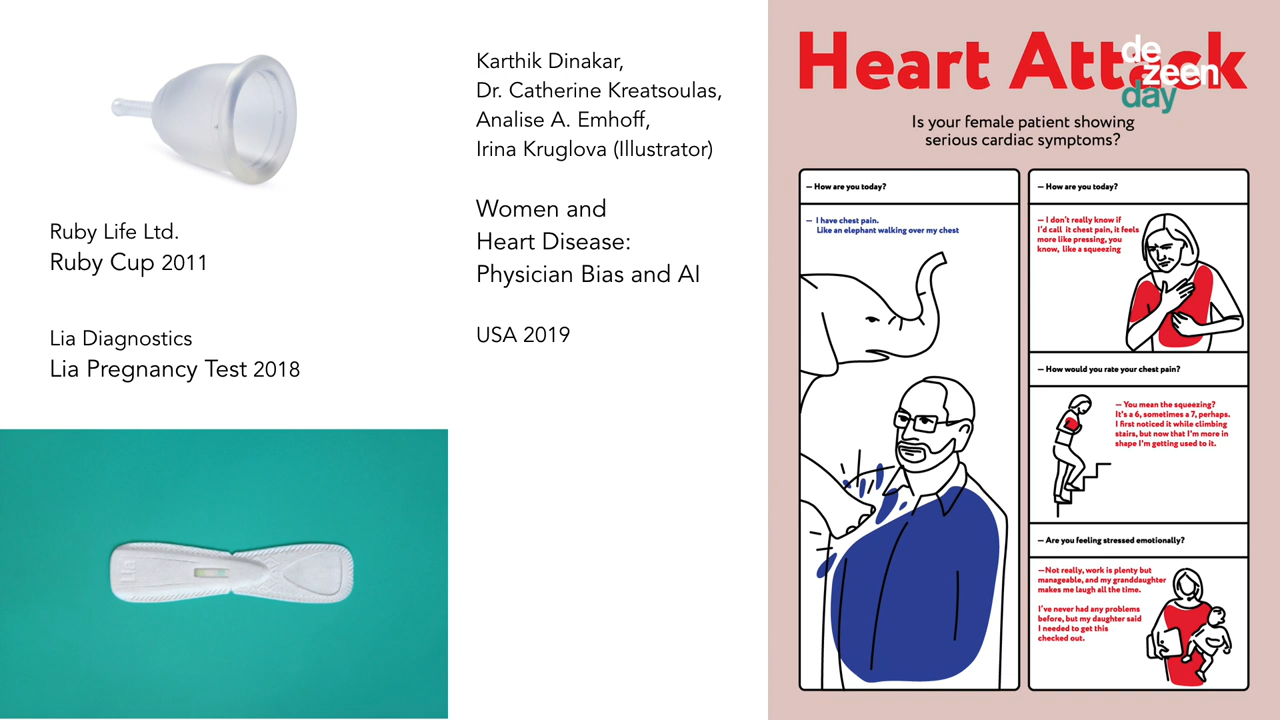 Ruby Life Ltd.
Ruby Cup 2011
Lia Diagnostics
Lia Pregnancy Test 2018
Lia
Karthik Dinakar,
Dr. Catherine Kreatsoulas,
Analise A. Emhoff,
Irina Kruglova (Illustrator)
Women and
Heart Disease:
Physician Bias and AI
USA 2019
Heart Attack
de
zeen
day
Is your female patient showing
serious cardiac symptoms?
— How are you today?
— I have chest pain.
Like an elephant walking over my chest
— How are you today?
— I don't really know if
I'd call it chest pain, it feels
more like pressing, you
know, like a squeezing
— How would you rate your chest pain?
— You mean the squeezing?
It's a 6, sometimes a 7, perhaps.
I first noticed it while climbing
stairs, but now that I'm more in
shape I'm getting used to it.
— Are you feeling stressed emotionally?
—Not really, work is plenty but
manageable, and my granddaughter
makes me laugh all the time.
I've never had any problems
before, but my daughter said
I needed to get this
checked out.